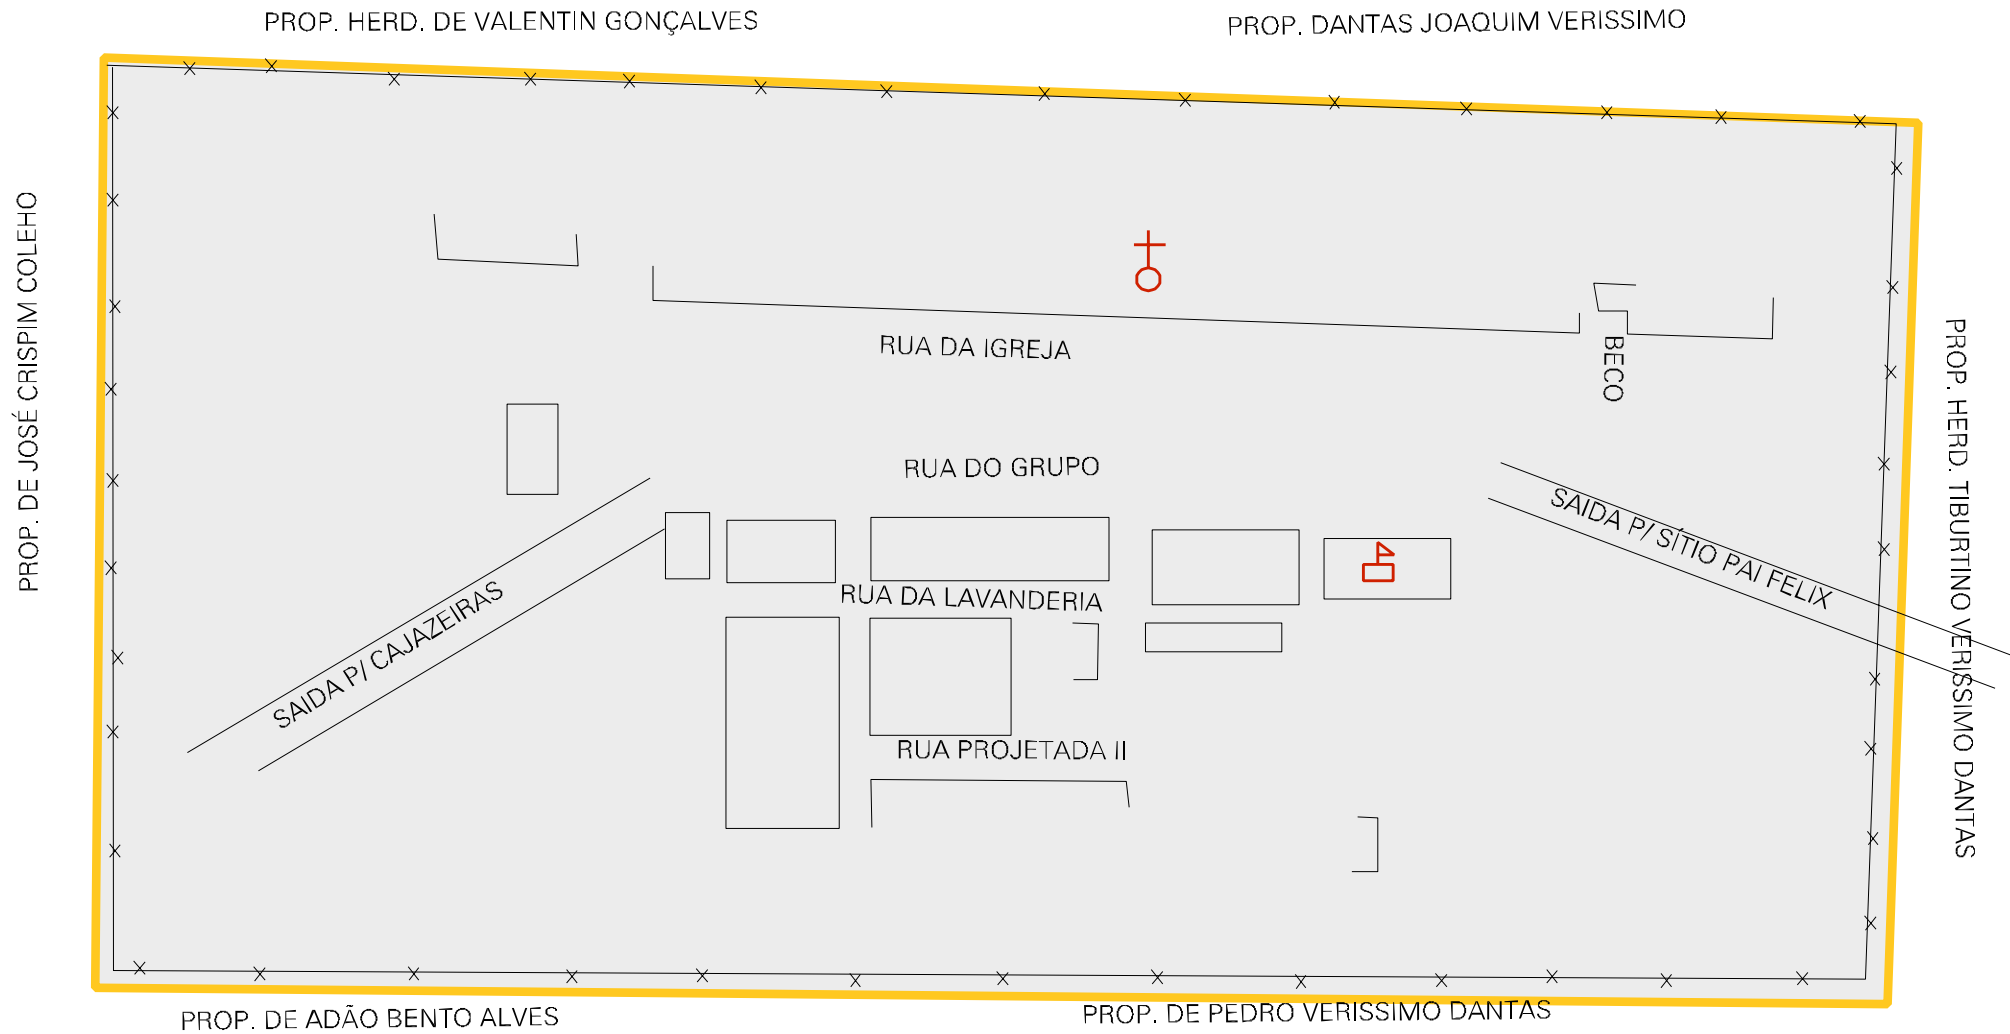 PROP. HERD. DE VALENTIN GONÇALVES
PROP. DANTAS JOAQUIM VERISSIMO
PROP. DE JOSÉ CRISPIM COLEHO
RUA DA IGREJA
BECO
PROP. HERD. TIBURTINO VERISSIMO DANTAS
RUA DO GRUPO
SAIDA P/ SÍTIO PAI FELIX
RUA DA LAVANDERIA
SAIDA P/ CAJAZEIRAS
RUA PROJETADA II
PROP. DE ADÃO BENTO ALVES
PROP. DE PEDRO VERISSIMO DANTAS